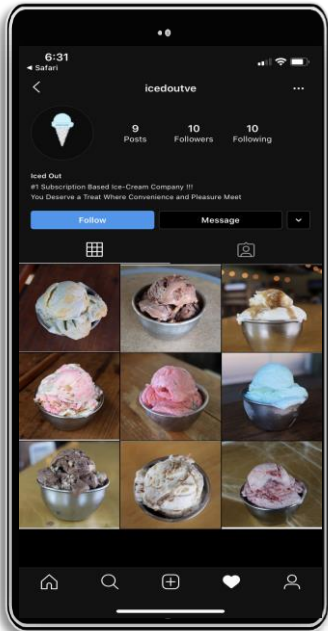 6:31
Safari
icedoutve
9
10
10
Posts
Followers
Following
Iced Out
#1 Subscription Based Ice-Cream Company !!!
You Deserve a Treat Where Convenience and Pleasure Meet
Follow
Message